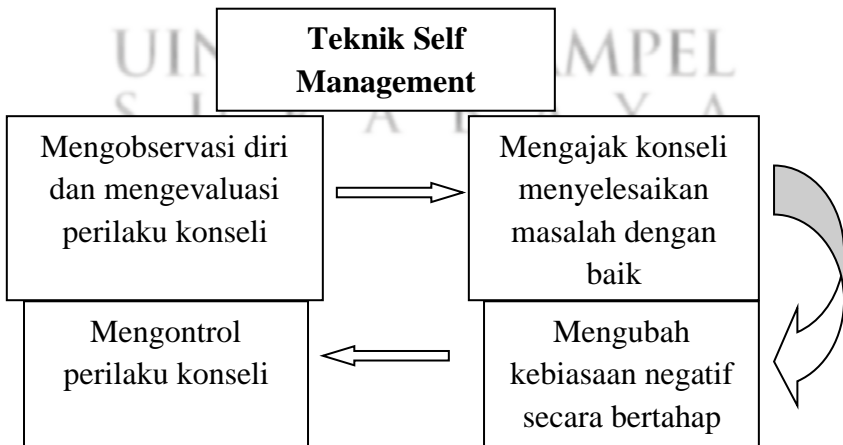 Teknik Self
Management
Mengobservasi diri
dan mengevaluasi
perilaku konseli
Mengajak konseli
menyelesaikan
masalah dengan
baik
Mengontrol
perilaku konseli
Mengubah
kebiasaan negatif
secara bertahap